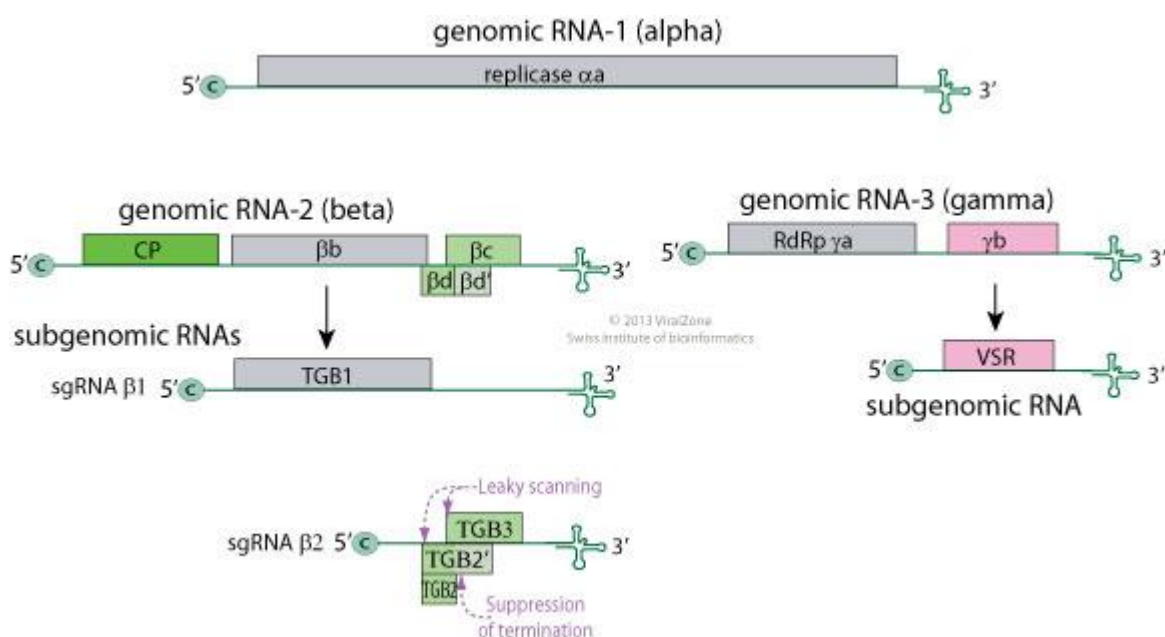 genomic RNA-1 (alpha)
replicase αa
5’ C 3’
genomic RNA-2 (beta)
CP βb βc
5’ C 3’
βd βd’
genomic RNA-3 (gamma)
RdRp γa γb
5’ C 3’
© 2013 ViralZone
Swiss Institute of bioinformatics
subgenomic RNAs
TGB1
sgRNA β1 5’ C 3’
VSR
5’ C 3’
subgenomic RNA
Leaky scanning
TGB3
sgRNA β2 5’ C 3’
TGB2’
TGB2
Suppression
of termination